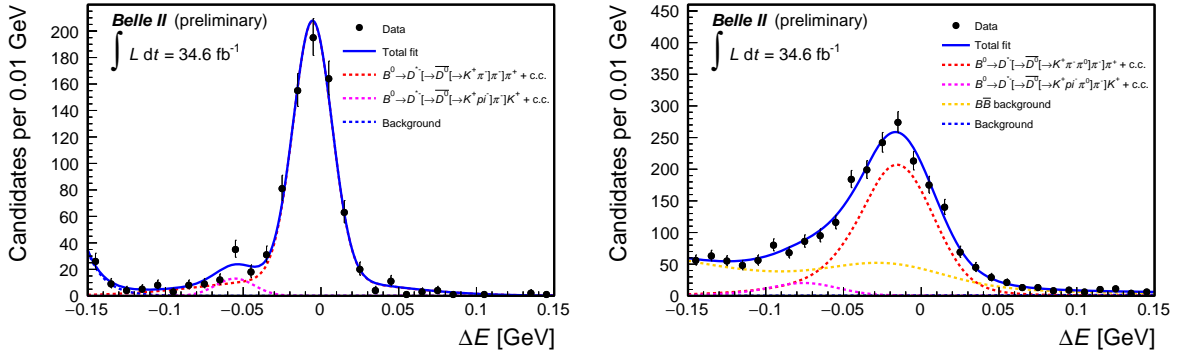 Belle II (preliminary)
∫ L dt = 34.6 fb⁻¹
Data
Total fit
B⁰→D*⁻[→D̅⁰[→K⁺π⁻]π⁻]π⁺ + c.c.
B⁰→D*⁻[→D̅⁰[→K⁺pi⁻]π⁻]K⁺ + c.c.
Background
Candidates per 0.01 GeV
200
180
160
140
120
100
80
60
40
20
0
−0.15 −0.1 −0.05 0 0.05 0.1 0.15
ΔE [GeV]
Belle II (preliminary)
∫ L dt = 34.6 fb⁻¹
Data
Total fit
B⁰→D*⁻[→D̅⁰[→K⁺π⁻π⁰]π⁻]π⁺ + c.c.
B⁰→D*⁻[→D̅⁰[→K⁺pi⁻π⁰]π⁻]K⁺ + c.c.
BB̅ background
Background
Candidates per 0.01 GeV
450
400
350
300
250
200
150
100
50
0
−0.15 −0.1 −0.05 0 0.05 0.1 0.15
ΔE [GeV]